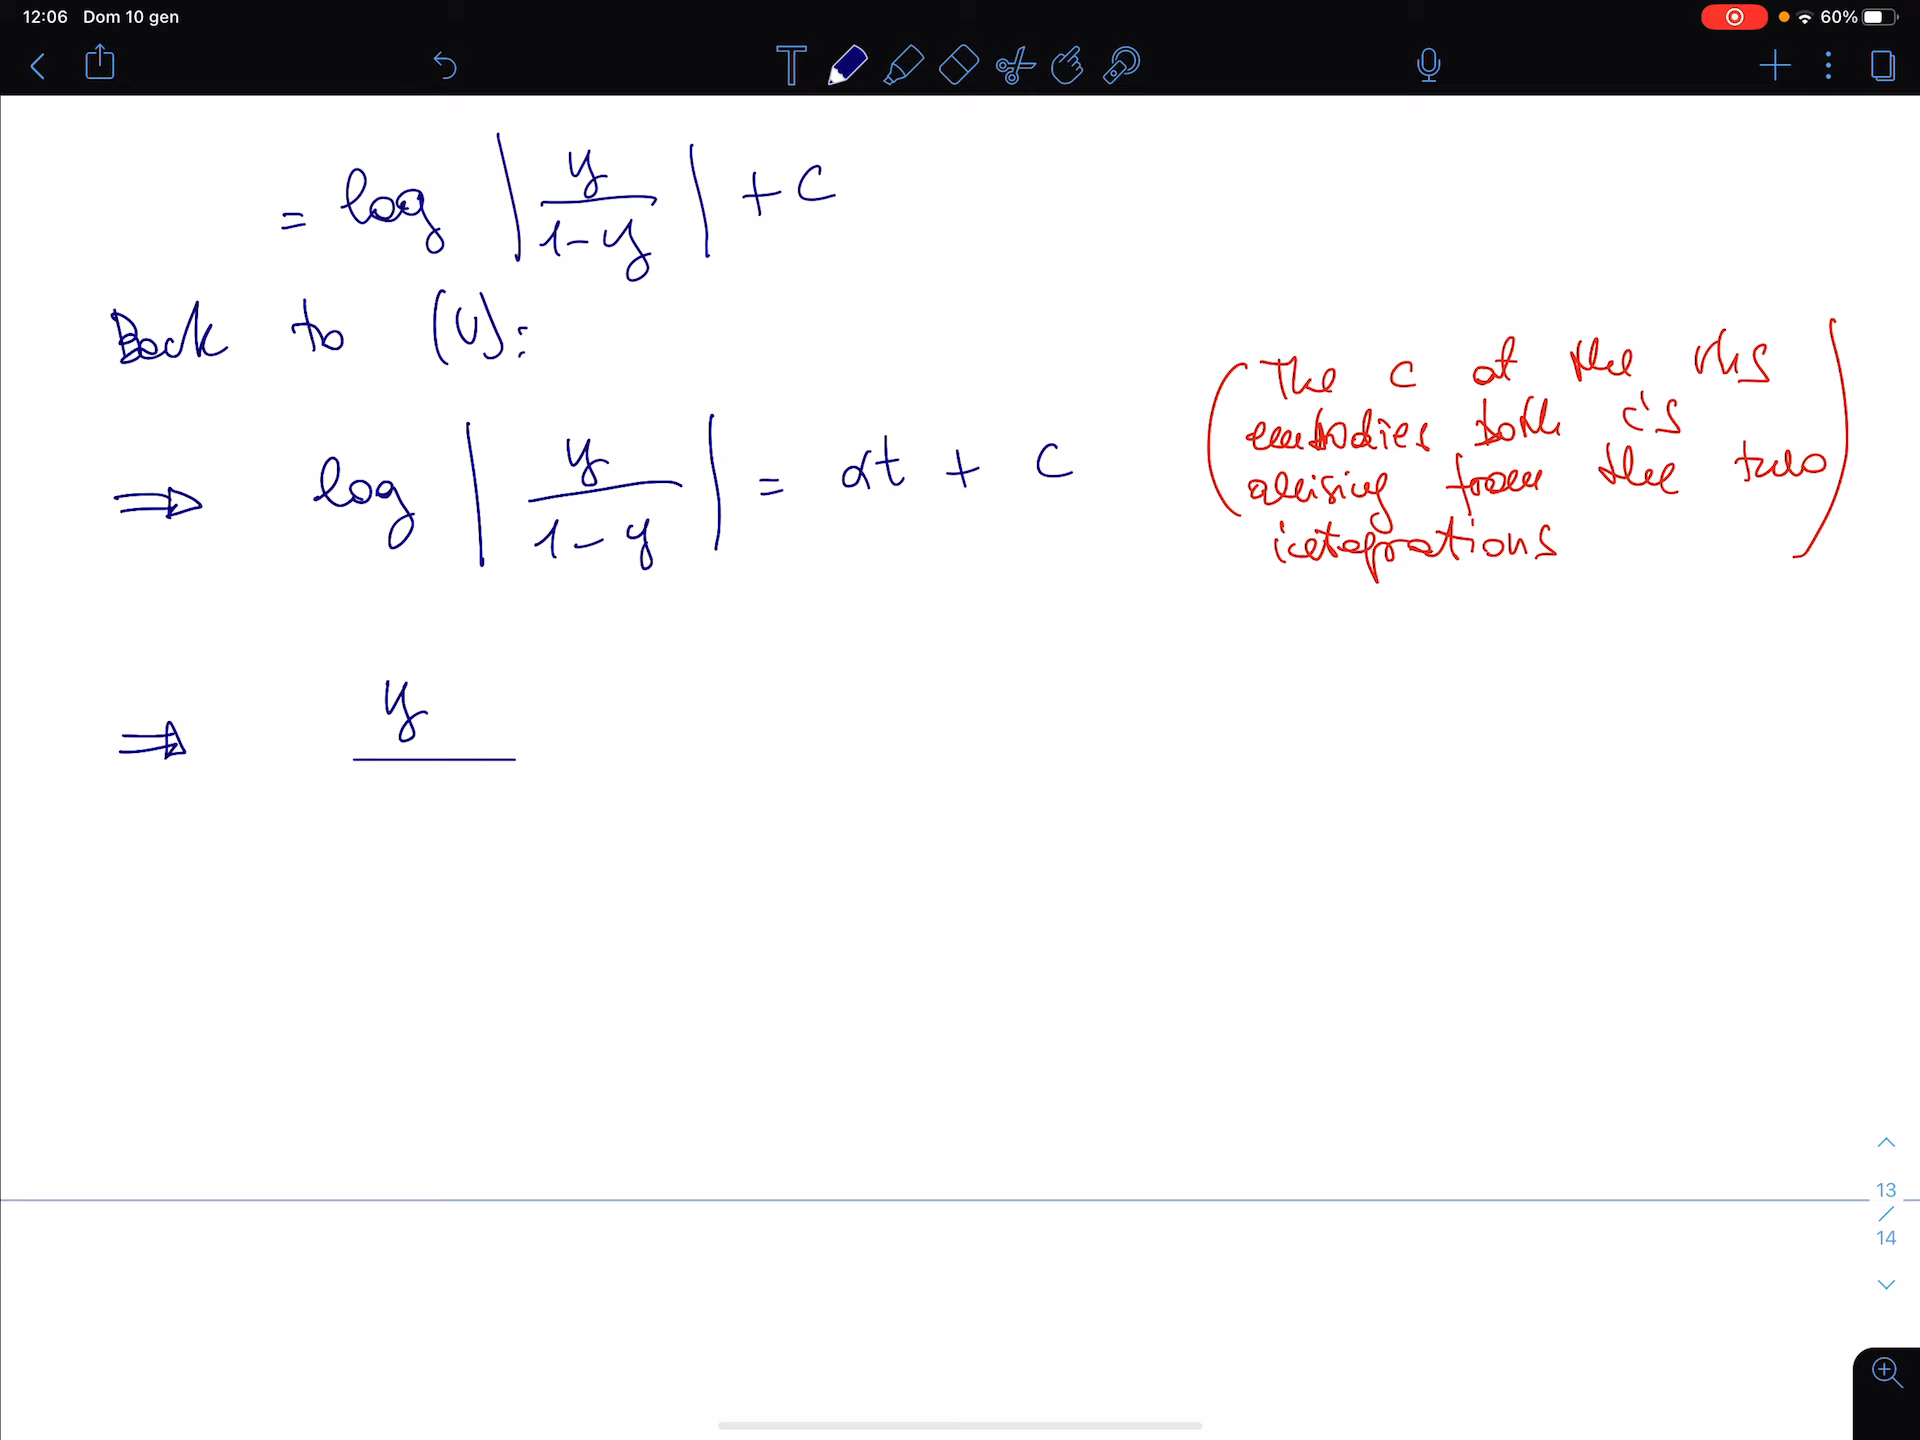 12:06 Dom 10 gen 60%
= log | y / 1-y | + c
Back to (v):
(The c at the rhs
embodies both c's
arising from the two
integrations)
⇒ log | y / 1-y | = αt + c
⇒ y
13
/
14